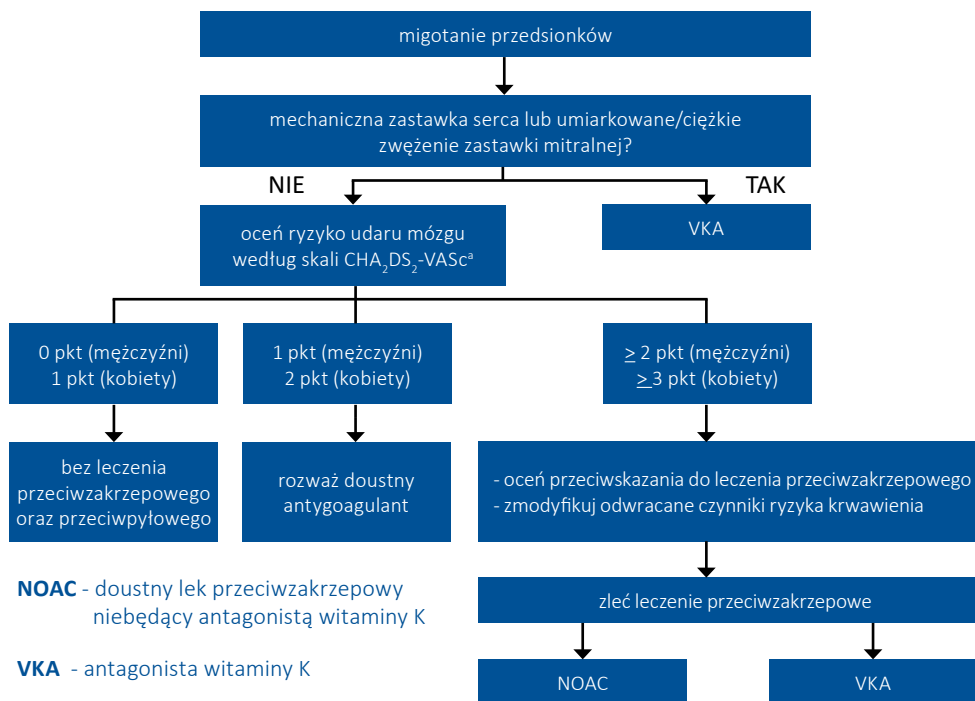 migotanie przedsionków
mechaniczna zastawka serca lub umiarkowane/ciężkie
zwężenie zastawki mitralnej?
NIE
TAK
oceń ryzyko udaru mózgu
według skali CHA₂DS₂-VAScᵃ
VKA
0 pkt (mężczyźni)
1 pkt (kobiety)
1 pkt (mężczyźni)
2 pkt (kobiety)
≥ 2 pkt (mężczyźni)
≥ 3 pkt (kobiety)
bez leczenia
przeciwzakrzepowego
oraz przeciwpyłowego
rozważ doustny
antygoagulant
- oceń przeciwskazania do leczenia przeciwzakrzepowego
- zmodyfikuj odwracane czynniki ryzyka krwawienia
NOAC - doustny lek przeciwzakrzepowy
niebędący antagonistą witaminy K
VKA - antagonista witaminy K
zleć leczenie przeciwzakrzepowe
NOAC
VKA